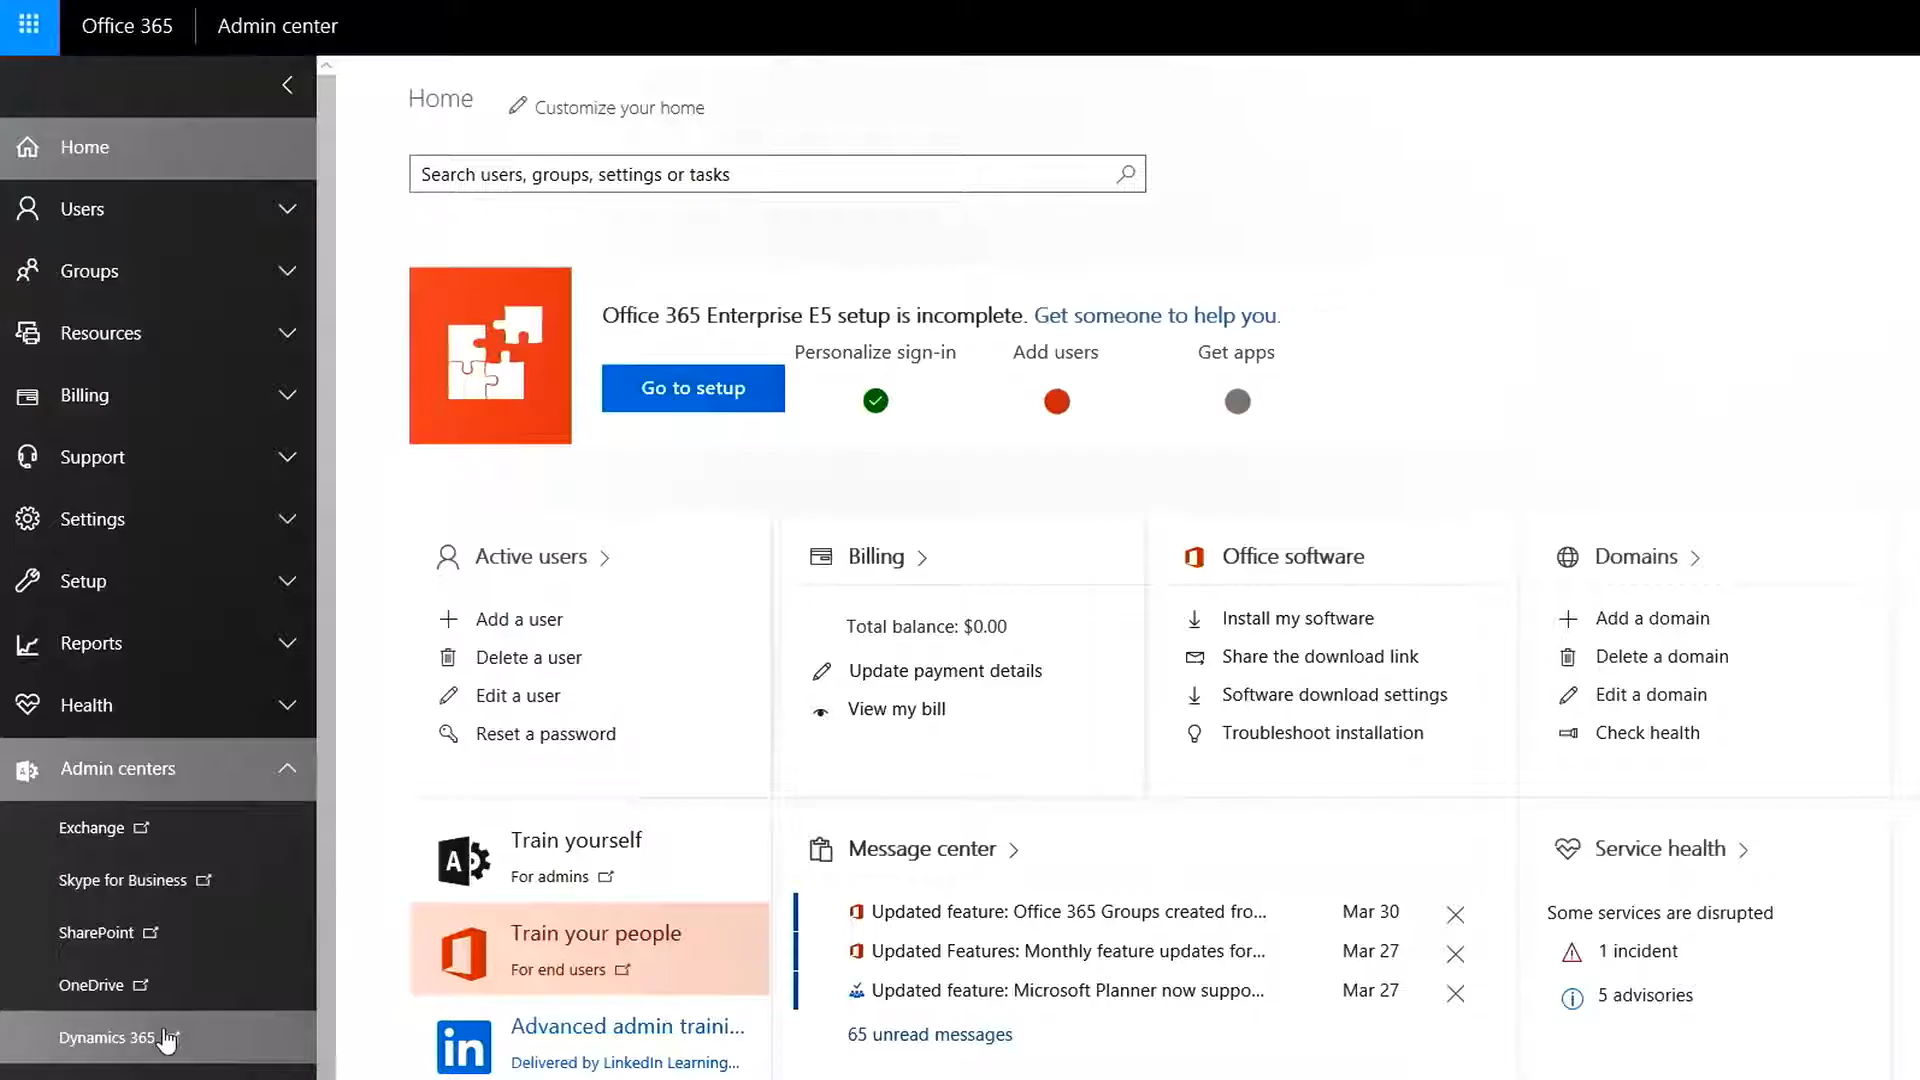 Office 365
Admin center
Home
Users
Groups
Resources
Billing
Support
Settings
Setup
Reports
Health
Admin centers
Exchange
Skype for Business
SharePoint
OneDrive
Dynamics 365
Home
Customize your home
Search users, groups, settings or tasks
Office 365 Enterprise E5 setup is incomplete. Get someone to help you.
Go to setup
Personalize sign-in
Add users
Get apps
Active users
Add a user
Delete a user
Edit a user
Reset a password
Billing
Total balance: $0.00
Update payment details
View my bill
Office software
Install my software
Share the download link
Software download settings
Troubleshoot installation
Domains
Add a domain
Delete a domain
Edit a domain
Check health
A
Train yourself
For admins
Train your people
For end users
in
Advanced admin traini...
Delivered by LinkedIn Learning...
Message center
Updated feature: Office 365 Groups created fro... Mar 30
Updated Features: Monthly feature updates for... Mar 27
Updated feature: Microsoft Planner now suppo... Mar 27
65 unread messages
Service health
Some services are disrupted
1 incident
5 advisories